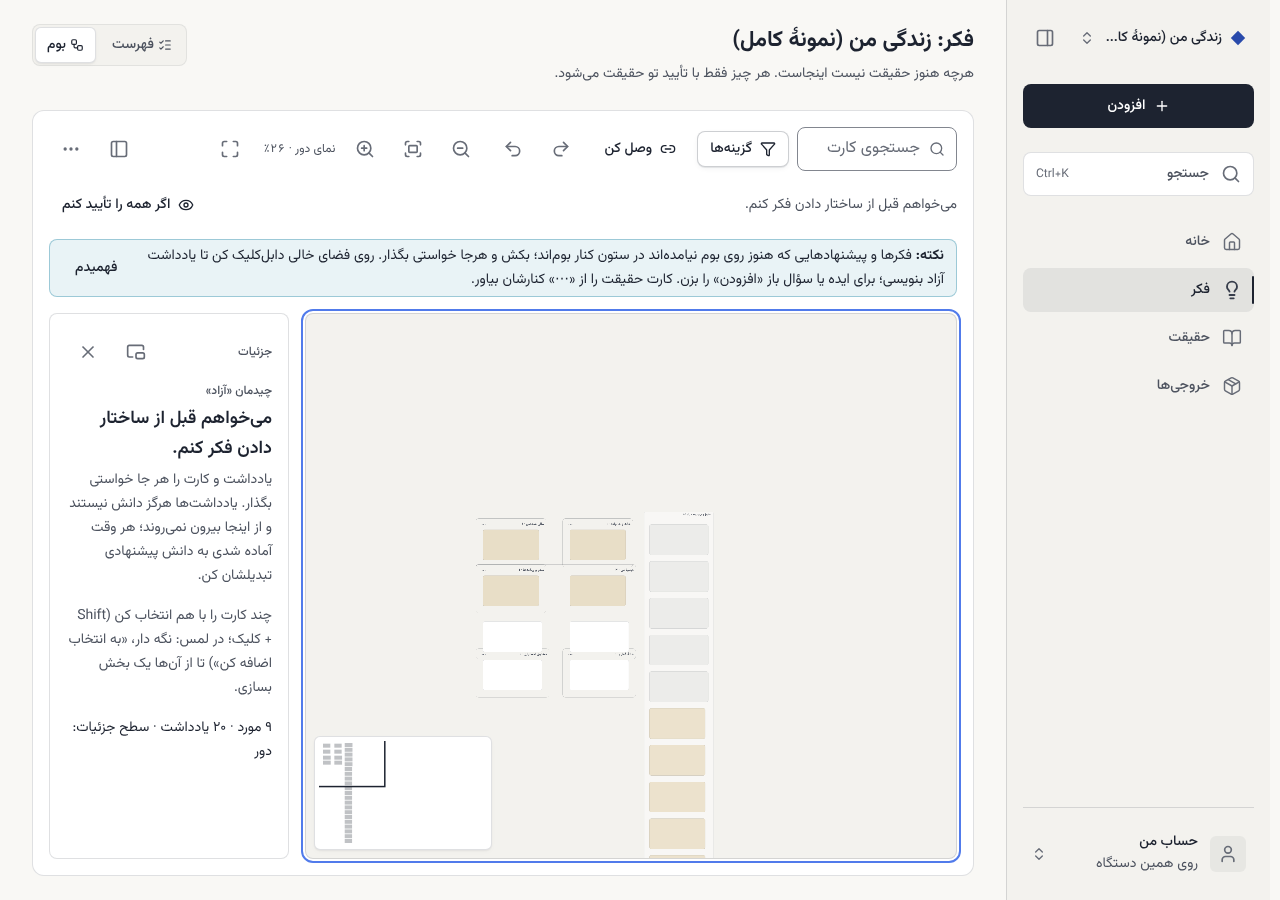 زندگی من (نمونهٔ کا...
افزودن
جستجو
Ctrl+K
خانه
فکر
حقیقت
خروجی‌ها
حساب من
روی همین دستگاه
فکر: زندگی من (نمونهٔ کامل)
هرچه هنوز حقیقت نیست اینجاست. هر چیز فقط با تأیید تو حقیقت می‌شود.
فهرست
بوم
جستجوی کارت
گزینه‌ها
وصل کن
نمای دور · ۲۶٪
می‌خواهم قبل از ساختار دادن فکر کنم.
اگر همه را تأیید کنم
نکته: فکرها و پیشنهادهایی که هنوز روی بوم نیامده‌اند در ستون کنار بوم‌اند؛ بکش و هرجا خواستی بگذار. روی فضای خالی دابل‌کلیک کن تا یادداشت
آزاد بنویسی؛ برای ایده یا سؤال باز «افزودن» را بزن. کارت حقیقت را از «···» کنارشان بیاور.
فهمیدم
جزئیات
چیدمان «آزاد»
می‌خواهم قبل از ساختار
دادن فکر کنم.
یادداشت و کارت را هر جا خواستی
بگذار. یادداشت‌ها هرگز دانش نیستند
و از اینجا بیرون نمی‌روند؛ هر وقت
آماده شدی به دانش پیشنهادی
تبدیلشان کن.
چند کارت را با هم انتخاب کن (Shift
+ کلیک؛ در لمس: نگه دار، «به انتخاب
اضافه کن») تا از آن‌ها یک بخش
بسازی.
۹ مورد · ۲۰ یادداشت · سطح جزئیات:
دور